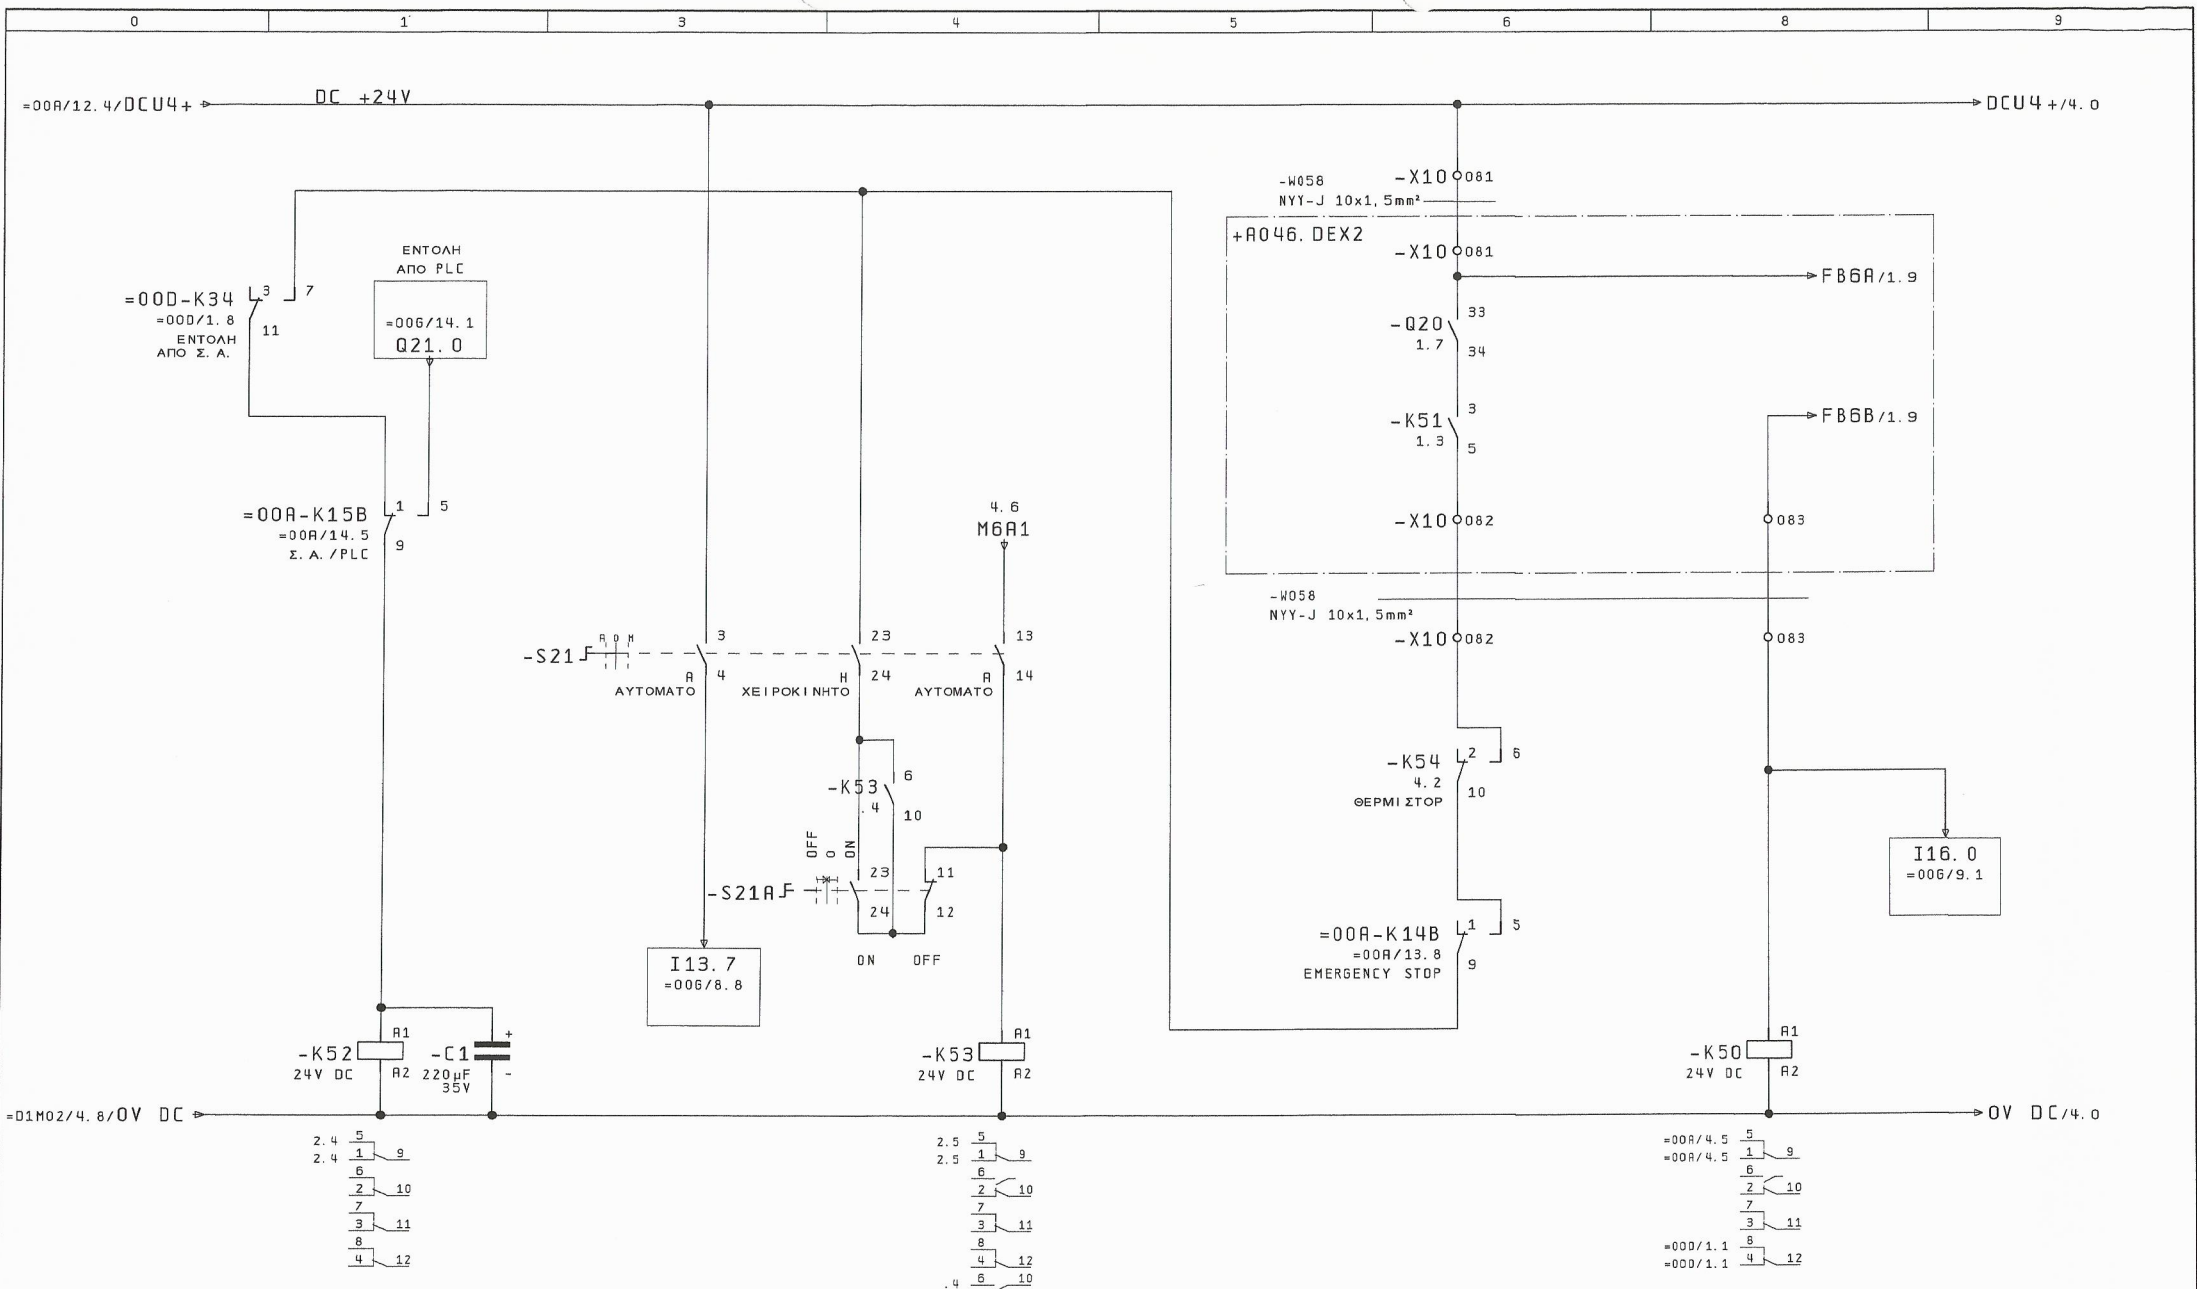 0 1 3 4 5 6 8 9
=00A/12.4/DCU4+
DC +24V
DCU4+/4.0
-W058
NYY-J 10x1,5mm²
-X10 081
+A046.DEX2
-X10 081
FB6A/1.9
ΕΝΤΟΛΗ
ΑΠΟ PLC
=00G/14.1
Q21.0
=00D-K34
=00D/1.8
ΕΝΤΟΛΗ
ΑΠΟ Σ.Α.
3 7
11
-Q20
1.7
33
34
-K51
1.3
3
5
FB6B/1.9
=00A-K15B
=00A/14.5
Σ.Α./PLC
1 5
9
4.6
M6A1
-X10 082
083
-W058
NYY-J 10x1,5mm²
-X10 082
083
-S21
A O M
3
A 4
ΑΥΤΟΜΑΤΟ
23
H 24
ΧΕΙΡΟΚΙΝΗΤΟ
13
A 14
ΑΥΤΟΜΑΤΟ
-K54
4.2
ΘΕΡΜΙΣΤΟΡ
2 6
10
-K53
.4
6
10
OFF
O
ON
-S21A
23
24
11
12
ON OFF
I13.7
=00G/8.8
I16.0
=00G/9.1
=00A-K14B
=00A/13.8
EMERGENCY STOP
1 5
9
-K52
24V DC
A1
A2
-C1
220µF
35V
+
-
-K53
24V DC
A1
A2
-K50
24V DC
A1
A2
=D1M02/4.8/0V DC
0V DC/4.0
2.4 5
2.4 1 9
6
2 10
7
3 11
8
4 12
2.5 5
2.5 1 9
6
2 10
7
3 11
8
4 12
.4 6 10
=00A/4.5 5
=00A/4.5 1 9
6
2 10
7
3 11
=00D/1.1 8
=00D/1.1 4 12